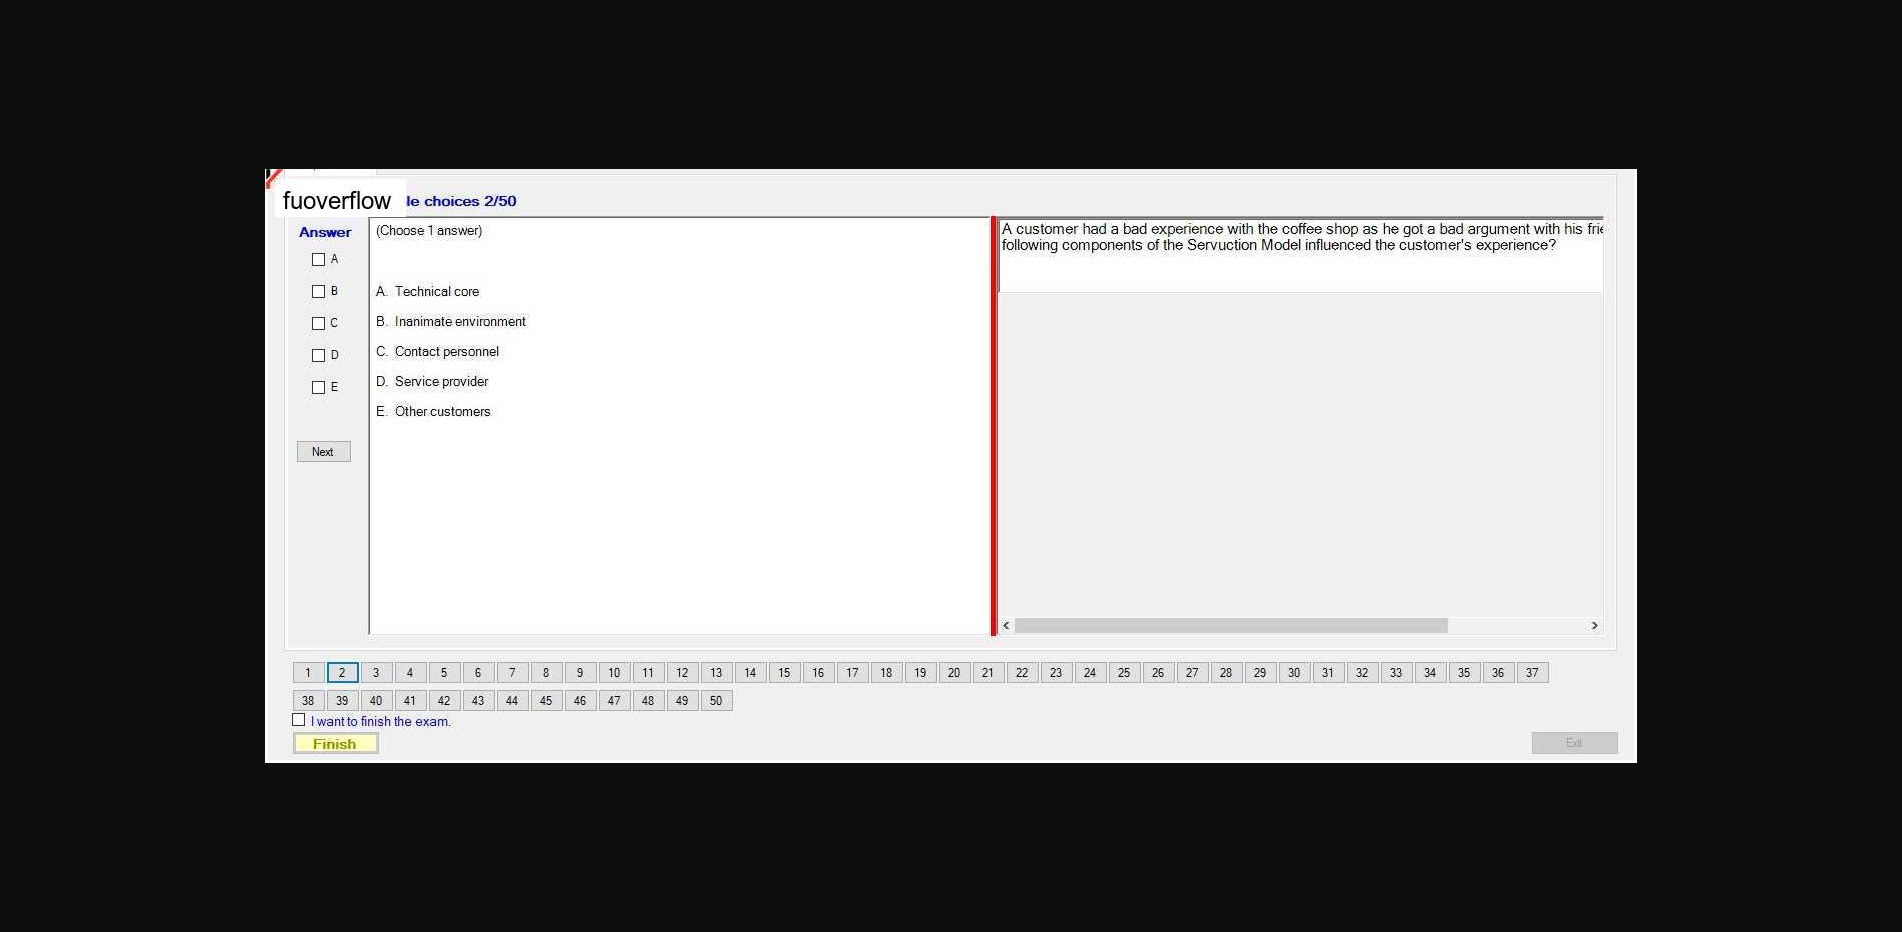 fuoverflow
le choices 2/50
Answer
(Choose 1 answer)
A
B
C
D
E
Next
A. Technical core
B. Inanimate environment
C. Contact personnel
D. Service provider
E. Other customers
A customer had a bad experience with the coffee shop as he got a bad argument with his
following components of the Servuction Model influenced the customer's experience?
1 2 3 4 5 6 7 8 9 10 11 12 13 14 15 16 17 18 19 20 21 22 23 24 25 26 27 28 29 30 31 32 33 34 35 36 37
38 39 40 41 42 43 44 45 46 47 48 49 50
I want to finish the exam.
Finish
Exit